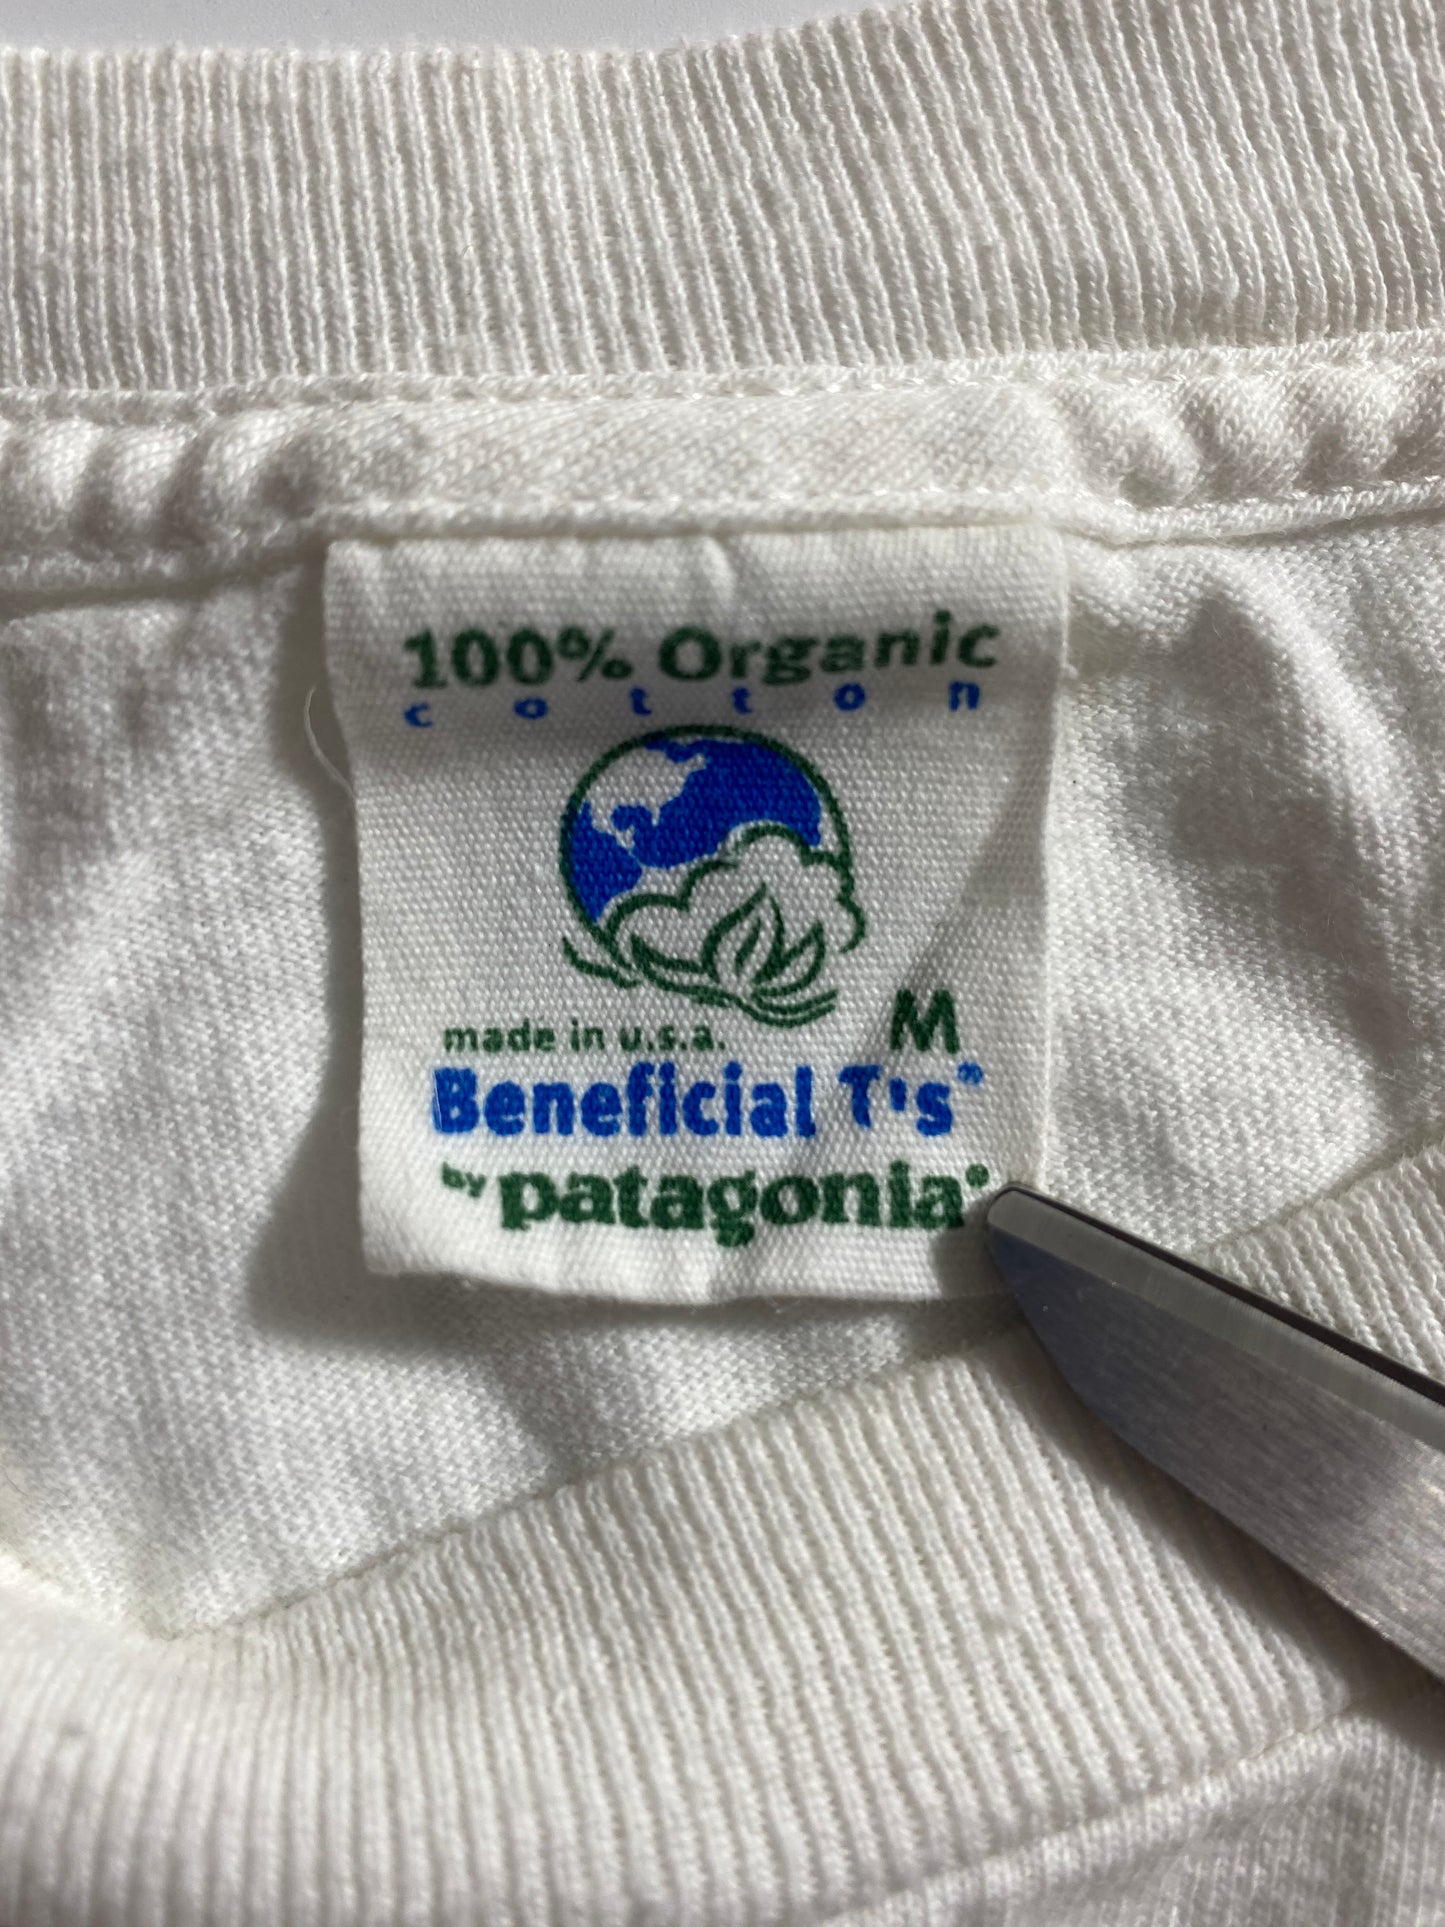 100% Organic
cotton
made in u.s.a. M
Beneficial T's®
by patagonia®